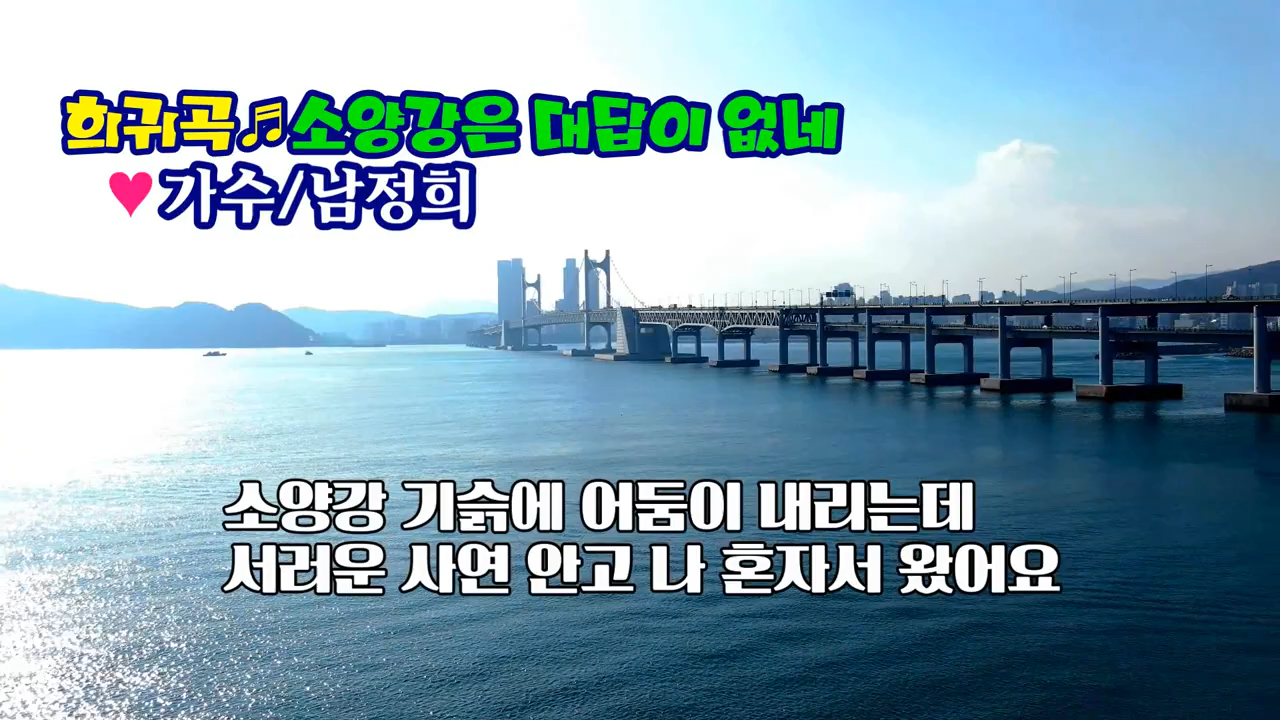 희귀곡♬소양강은 대답이 없네
♥가수/남정희
소양강 기슭에 어둠이 내리는데
서러운 사연 안고 나 혼자서 왔어요